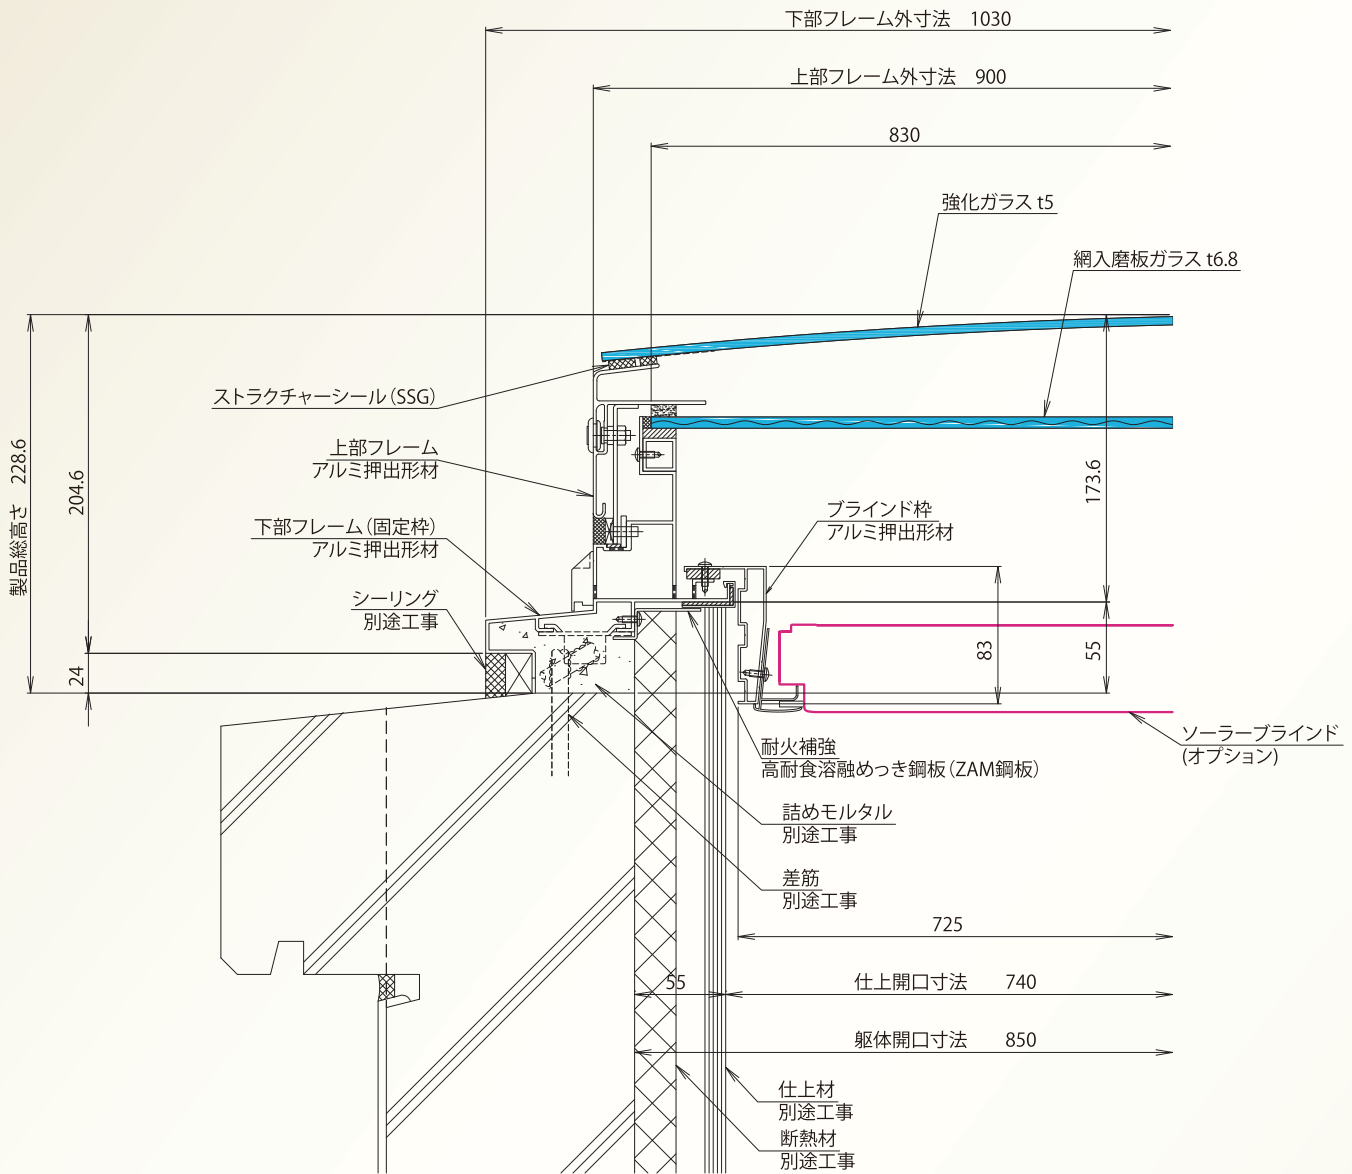 下部フレーム外寸法 1030
上部フレーム外寸法 900
830
強化ガラス t5
網入磨板ガラス t6.8
ストラクチャーシール(SSG)
上部フレーム
アルミ押出形材
下部フレーム(固定枠)
アルミ押出形材
シーリング
別途工事
製品総高さ 228.6
204.6
24
ブラインド枠
アルミ押出形材
173.6
83
55
ソーラーブラインド
(オプション)
耐火補強
高耐食溶融めっき鋼板(ZAM鋼板)
詰めモルタル
別途工事
差筋
別途工事
725
55
仕上開口寸法 740
躯体開口寸法 850
仕上材
別途工事
断熱材
別途工事